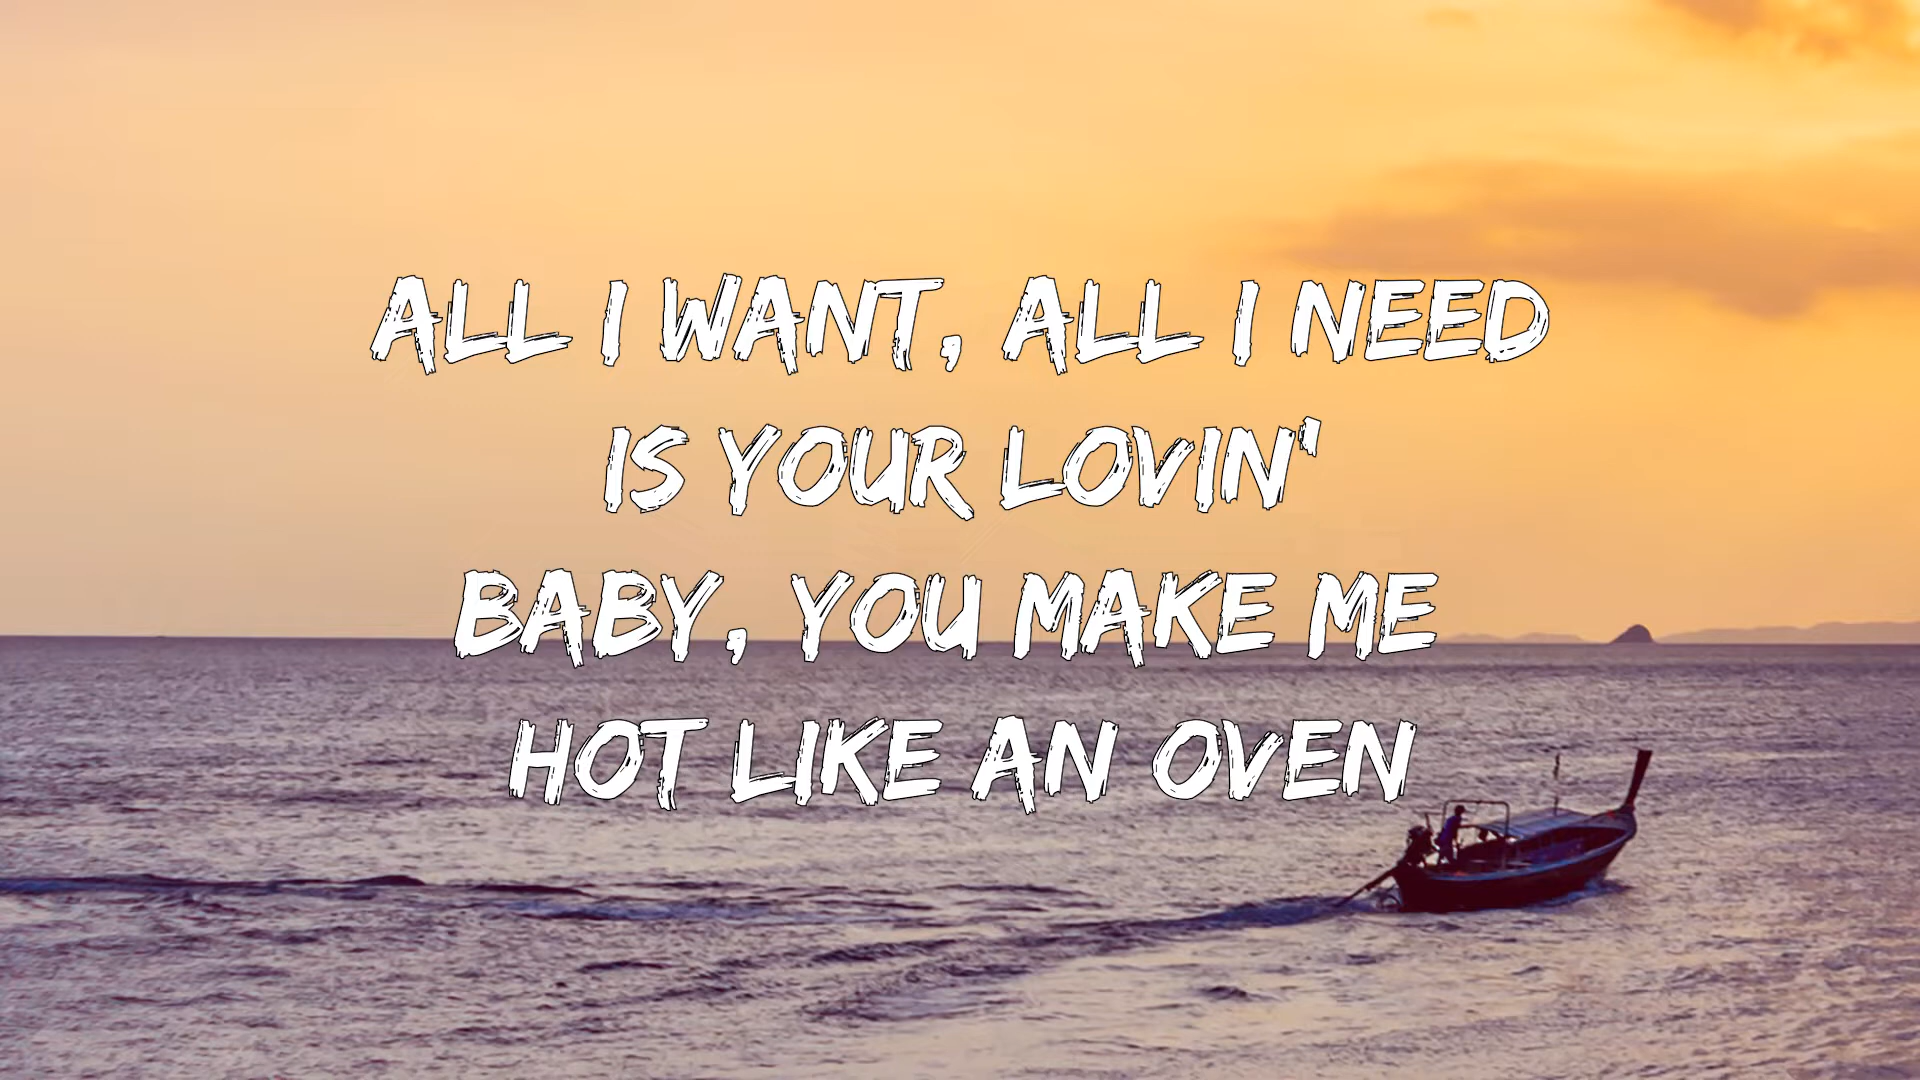 ALL I WANT, ALL I NEED
IS YOUR LOVIN'
BABY, YOU MAKE ME
HOT LIKE AN OVEN